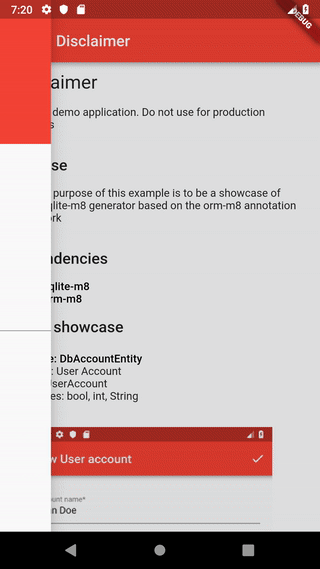 7:20
DEBUG
Disclaimer
aimer
demo application. Do not use for production
s
se
purpose of this example is to be a showcase of
qlite-m8 generator based on the orm-m8 annotation
ork
ndencies
qlite-m8
rm-m8
showcase
e: DbAccountEntity
: User Account
UserAccount
es: bool, int, String
w User account
ount name*
n Doe